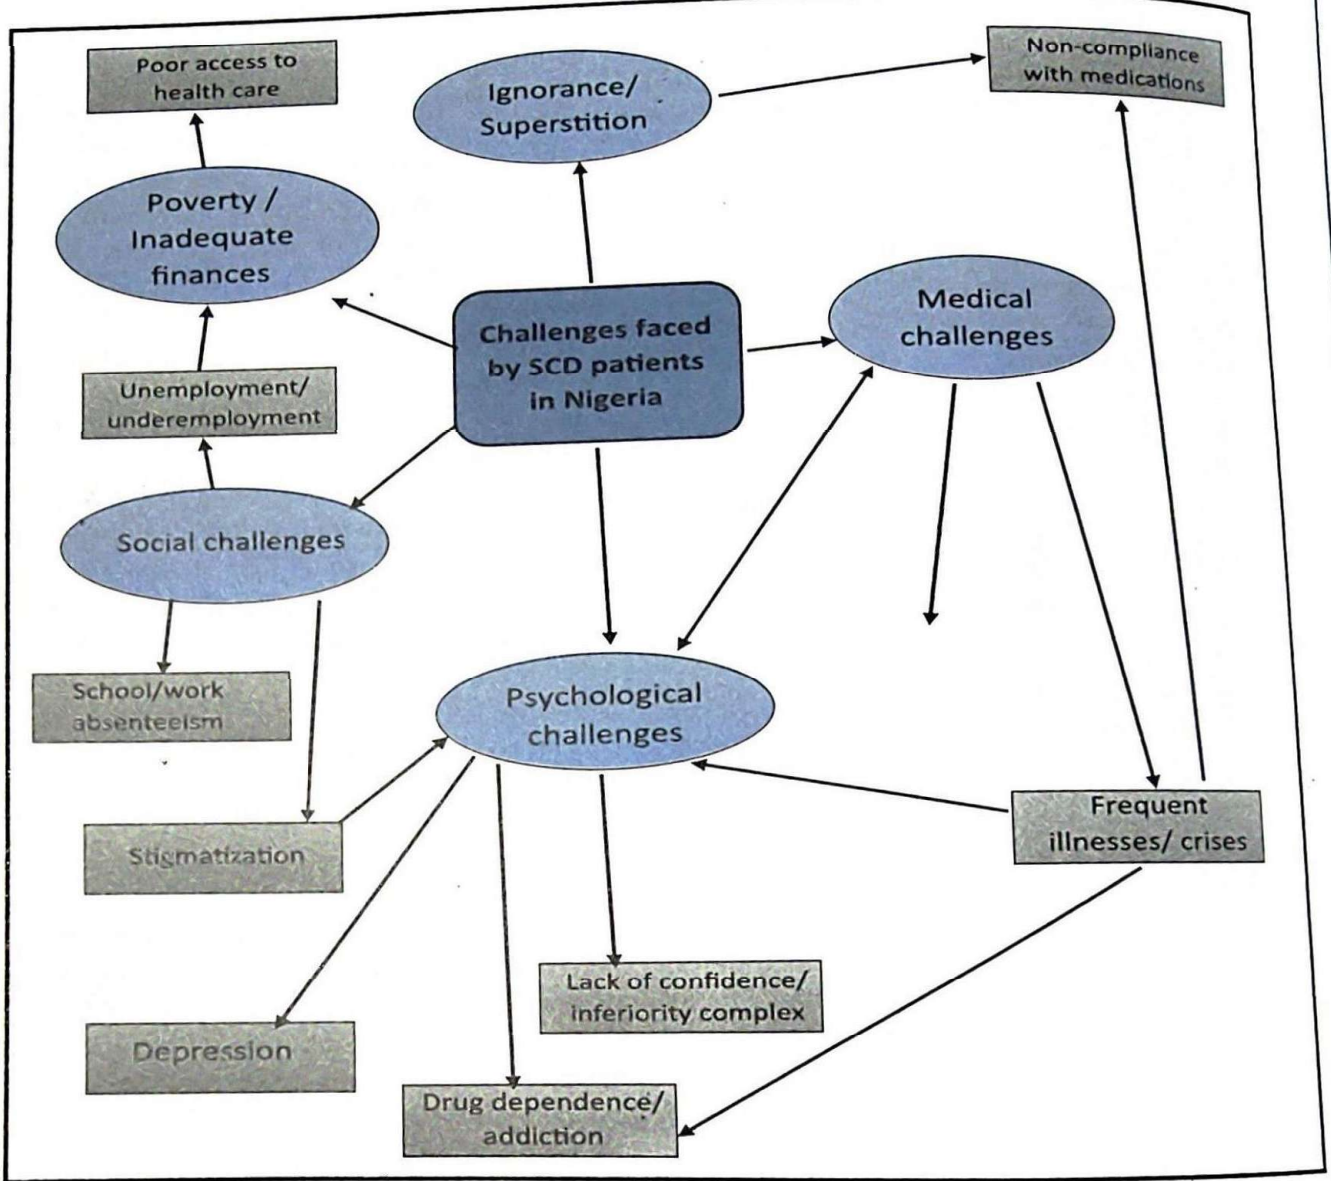 Poor access to
health care
Ignorance/
Superstition
Non-compliance
with medications
Poverty /
Inadequate
finances
Challenges faced
by SCD patients
in Nigeria
Medical
challenges
Unemployment/
underemployment
Social challenges
School/work
absenteeism
Psychological
challenges
Stigmatization
Frequent
illnesses/ crises
Lack of confidence/
inferiority complex
Depression
Drug dependence/
addiction